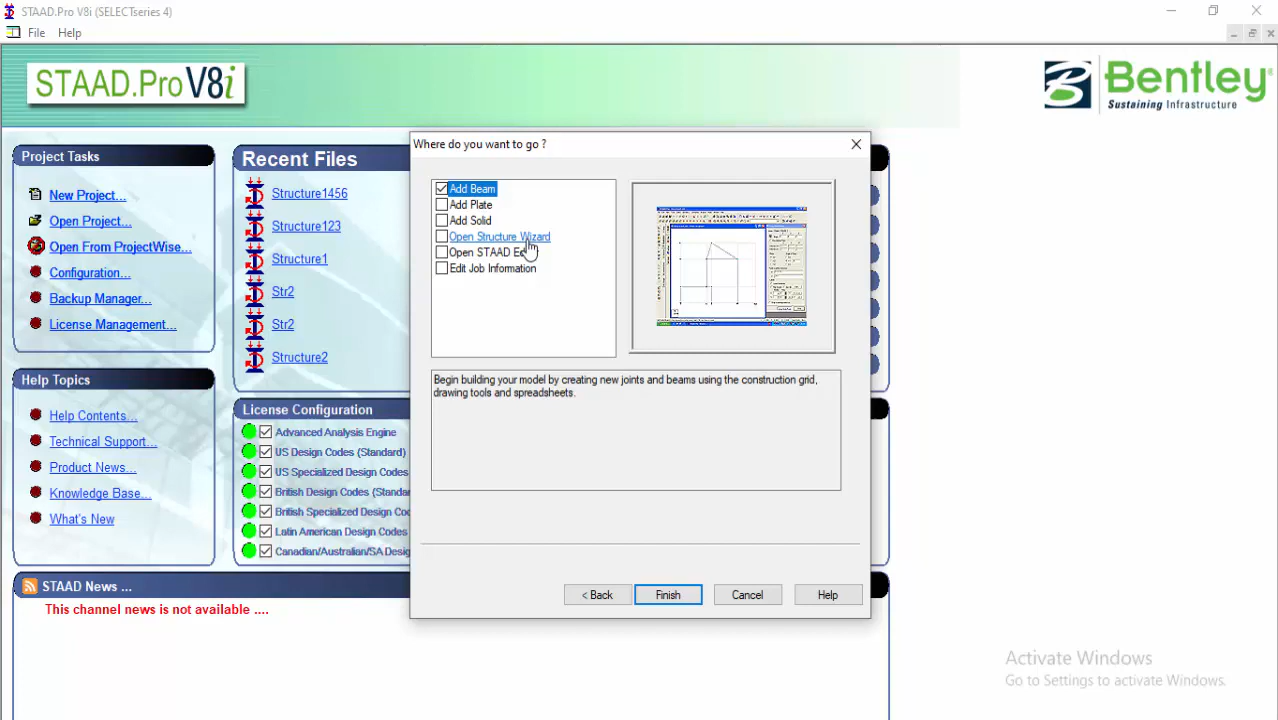 STAAD.Pro V8i (SELECTseries 4)
File Help
STAAD.Pro V8i
Bentley
Sustaining Infrastructure
Project Tasks
New Project...
Open Project...
Open From ProjectWise...
Configuration...
Backup Manager...
License Management...
Help Topics
Help Contents...
Technical Support...
Product News...
Knowledge Base...
What's New
Recent Files
Structure1456
Structure123
Structure1
Str2
Str2
Structure2
License Configuration
Advanced Analysis Engine
US Design Codes (Standard)
US Specialized Design Codes
British Design Codes
British Specialized Design
Latin American Design Codes
Canadian/Australian/SA
STAAD News ...
This channel news is not available ....
Where do you want to go ?
Add Beam
Add Plate
Add Solid
Open Structure Wizard
Open STAAD
Edit Job Information
Begin building your model by creating new joints and beams using the construction grid,
drawing tools and spreadsheets.
< Back Finish Cancel Help
Activate Windows
Go to Settings to activate Windows.